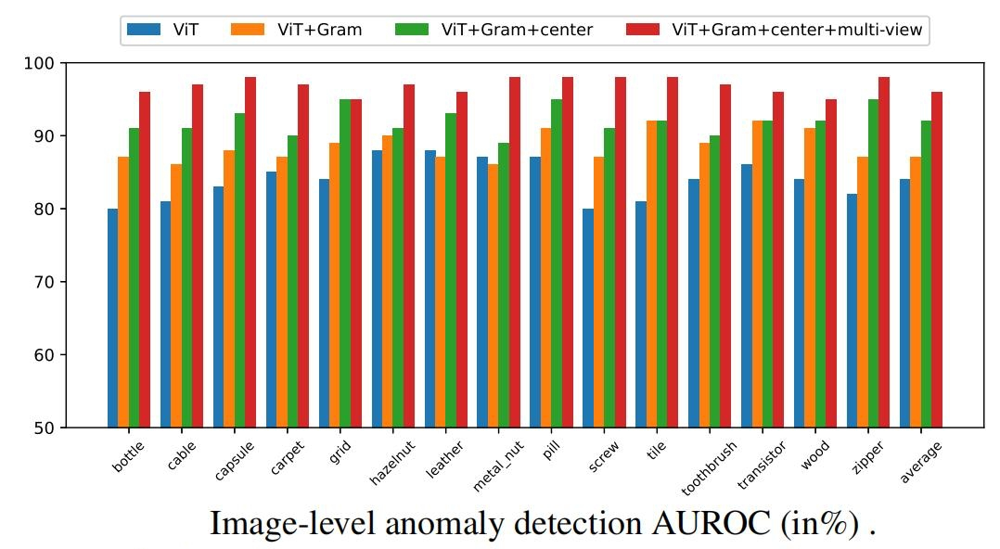 ViT ViT+Gram ViT+Gram+center ViT+Gram+center+multi-view
100
90
80
70
60
50
bottle cable capsule carpet grid hazelnut leather metal_nut pill screw tile toothbrush transistor wood zipper average
Image-level anomaly detection AUROC (in%) .